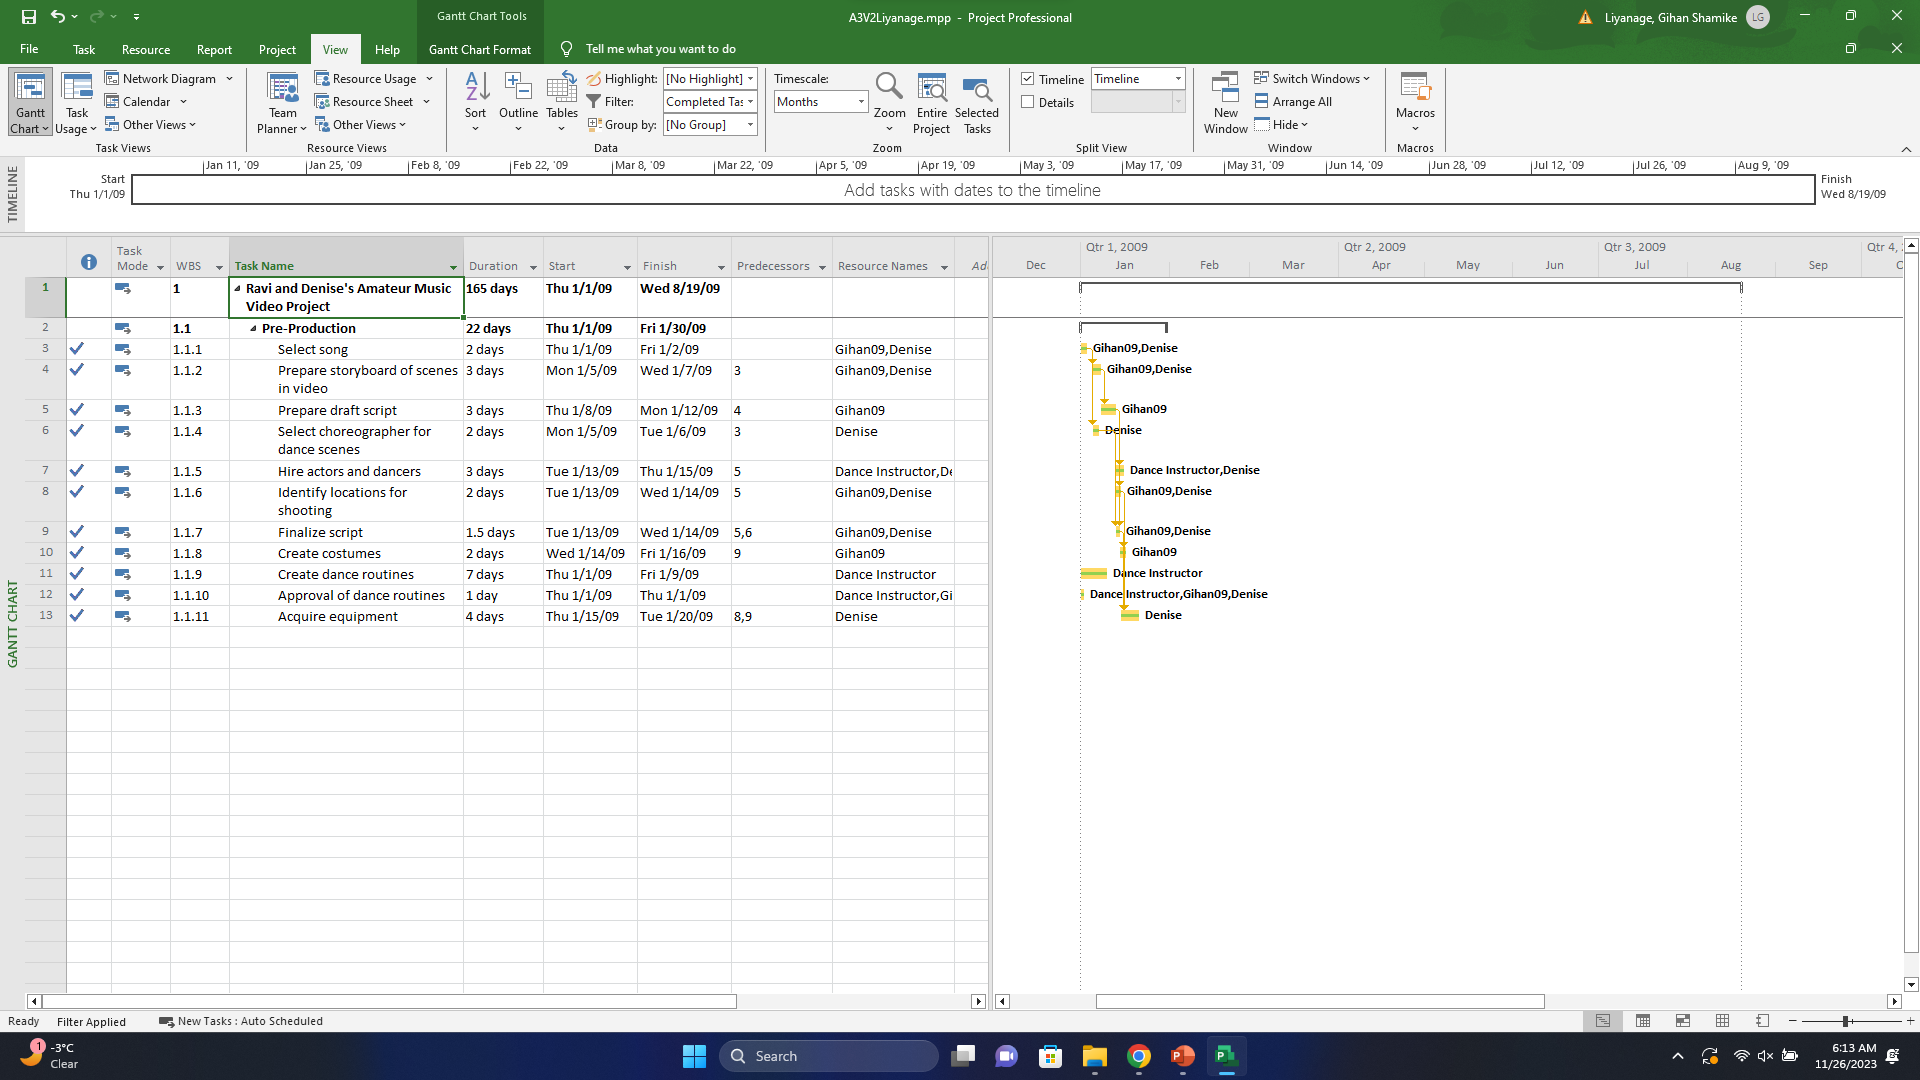 Gantt Chart Tools
A3V2Liyanage.mpp - Project Professional
Liyanage, Gihan Shamike
LG
File Task Resource Report Project View Help Gantt Chart Format Tell me what you want to do
Gantt Chart
Task Usage
Network Diagram
Calendar
Other Views
Task Views
Team Planner
Resource Usage
Resource Sheet
Other Views
Resource Views
Sort
Outline
Tables
Highlight: [No Highlight]
Filter: Completed Tas
Group by: [No Group]
Data
Timescale:
Months
Zoom
Entire Project
Selected Tasks
Zoom
Timeline Timeline
Details
Split View
New Window
Switch Windows
Arrange All
Hide
Window
Macros
Macros
TIMELINE
Jan 11, '09 Jan 25, '09 Feb 8, '09 Feb 22, '09 Mar 8, '09 Mar 22, '09 Apr 5, '09 Apr 19, '09 May 3, '09 May 17, '09 May 31, '09 Jun 14, '09 Jun 28, '09 Jul 12, '09 Jul 26, '09 Aug 9, '09
Start
Thu 1/1/09
Add tasks with dates to the timeline
Finish
Wed 8/19/09
GANTT CHART
Task Mode WBS Task Name Duration Start Finish Predecessors Resource Names Ad
Qtr 1, 2009 Qtr 2, 2009 Qtr 3, 2009 Qtr 4,
Dec Jan Feb Mar Apr May Jun Jul Aug Sep
1 1 Ravi and Denise's Amateur Music Video Project 165 days Thu 1/1/09 Wed 8/19/09
2 1.1 Pre-Production 22 days Thu 1/1/09 Fri 1/30/09
3 1.1.1 Select song 2 days Thu 1/1/09 Fri 1/2/09 Gihan09,Denise
4 1.1.2 Prepare storyboard of scenes in video 3 days Mon 1/5/09 Wed 1/7/09 3 Gihan09,Denise
5 1.1.3 Prepare draft script 3 days Thu 1/8/09 Mon 1/12/09 4 Gihan09
6 1.1.4 Select choreographer for dance scenes 2 days Mon 1/5/09 Tue 1/6/09 3 Denise
7 1.1.5 Hire actors and dancers 3 days Tue 1/13/09 Thu 1/15/09 5 Dance Instructor,De
8 1.1.6 Identify locations for shooting 2 days Tue 1/13/09 Wed 1/14/09 5 Gihan09,Denise
9 1.1.7 Finalize script 1.5 days Tue 1/13/09 Wed 1/14/09 5,6 Gihan09,Denise
10 1.1.8 Create costumes 2 days Wed 1/14/09 Fri 1/16/09 9 Gihan09
11 1.1.9 Create dance routines 7 days Thu 1/1/09 Fri 1/9/09 Dance Instructor
12 1.1.10 Approval of dance routines 1 day Thu 1/1/09 Thu 1/1/09 Dance Instructor,Gi
13 1.1.11 Acquire equipment 4 days Thu 1/15/09 Tue 1/20/09 8,9 Denise
Gihan09,Denise
Gihan09,Denise
Gihan09
Denise
Dance Instructor,Denise
Gihan09,Denise
Gihan09,Denise
Gihan09
Dance Instructor
Dance Instructor,Gihan09,Denise
Denise
Ready Filter Applied New Tasks : Auto Scheduled
1
-3°C
Clear
Search
6:13 AM
11/26/2023